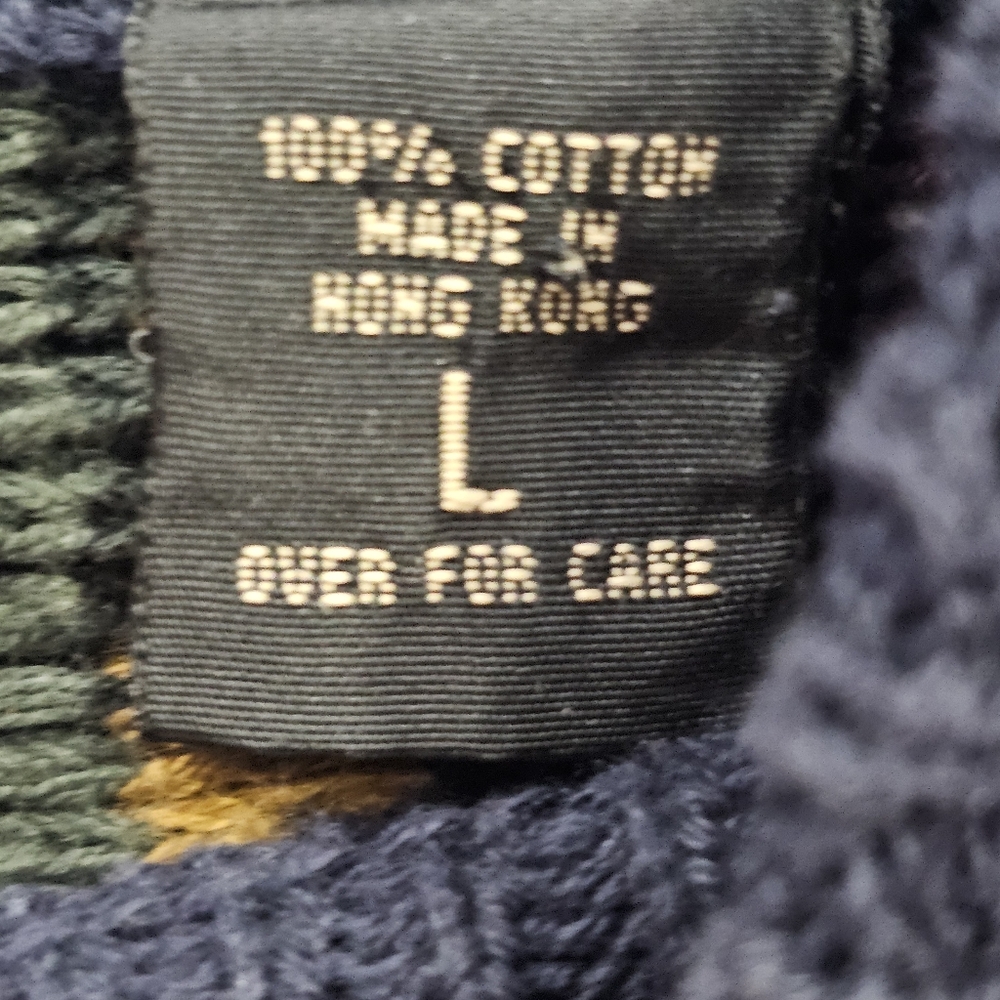 100% COTTON
MADE IN
HONG KONG
L
OVER FOR CARE